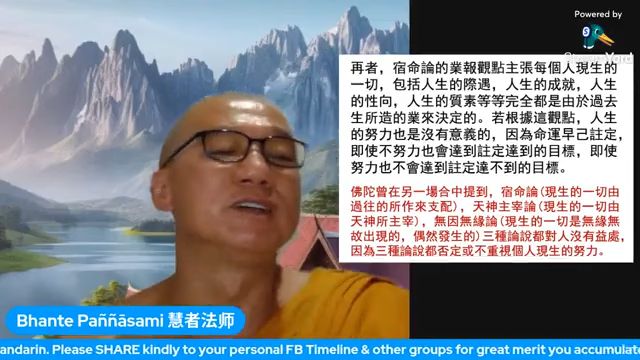 Powered by
再者，宿命論的業報觀點主張每個人現生的
一切，包括人生的際遇，人生的成就，人生
的性向，人生的質素等等完全都是由於過去
生所造的業來決定的。若根據這觀點，人生
的努力也是沒有意義的，因為命運早己註定，
即使不努力也會達到註定達到的目標，即使
努力也不會達到註定達不到的目標。
佛陀曾在另一場合中提到，宿命論(現生的一切由
過往的所作來支配)，天神主宰論(現生的一切由
天神所主宰)，無因無緣論(現生的一切是無緣無
故出現的，偶然發生的)三種論說都對人沒有益處，
因為三種論說都否定或不重視個人現生的努力。
Bhante Paññāsami 慧者法师
andarin. Please SHARE kindly to your personal FB Timeline & other groups for great merit you accumulate